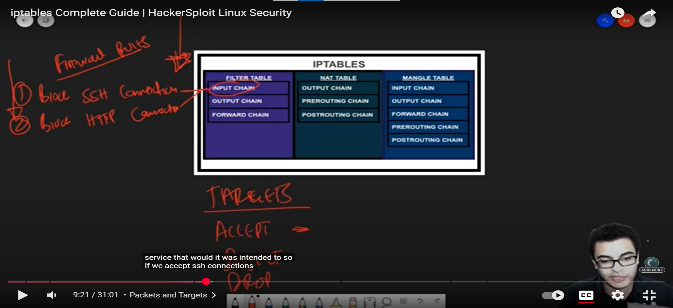 iptables Complete Guide | HackerSploit Linux Security
Firewall Rules
① Block SSH Connections
② Block HTTP
IPTABLES
FILTER TABLE
INPUT CHAIN
OUTPUT CHAIN
FORWARD CHAIN
NAT TABLE
OUTPUT CHAIN
PREROUTING CHAIN
POSTROUTING CHAIN
MANGLE TABLE
INPUT CHAIN
OUTPUT CHAIN
FORWARD CHAIN
PREROUTING CHAIN
POSTROUTING CHAIN
TARGETS
ACCEPT
service that would it was intended to so
if we accept ssh connections
DROP
9:21 / 31:01 • Packets and Targets >